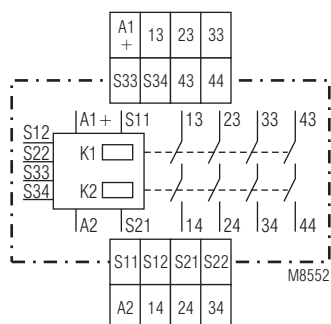 A1
+ 13 23 33
S33 S34 43 44
A1+ S11 13 23 33 43
S12
S22
S33
S34
K1
K2
A2 S21 14 24 34 44
S11 S12 S21 S22
M8552
A2 14 24 34